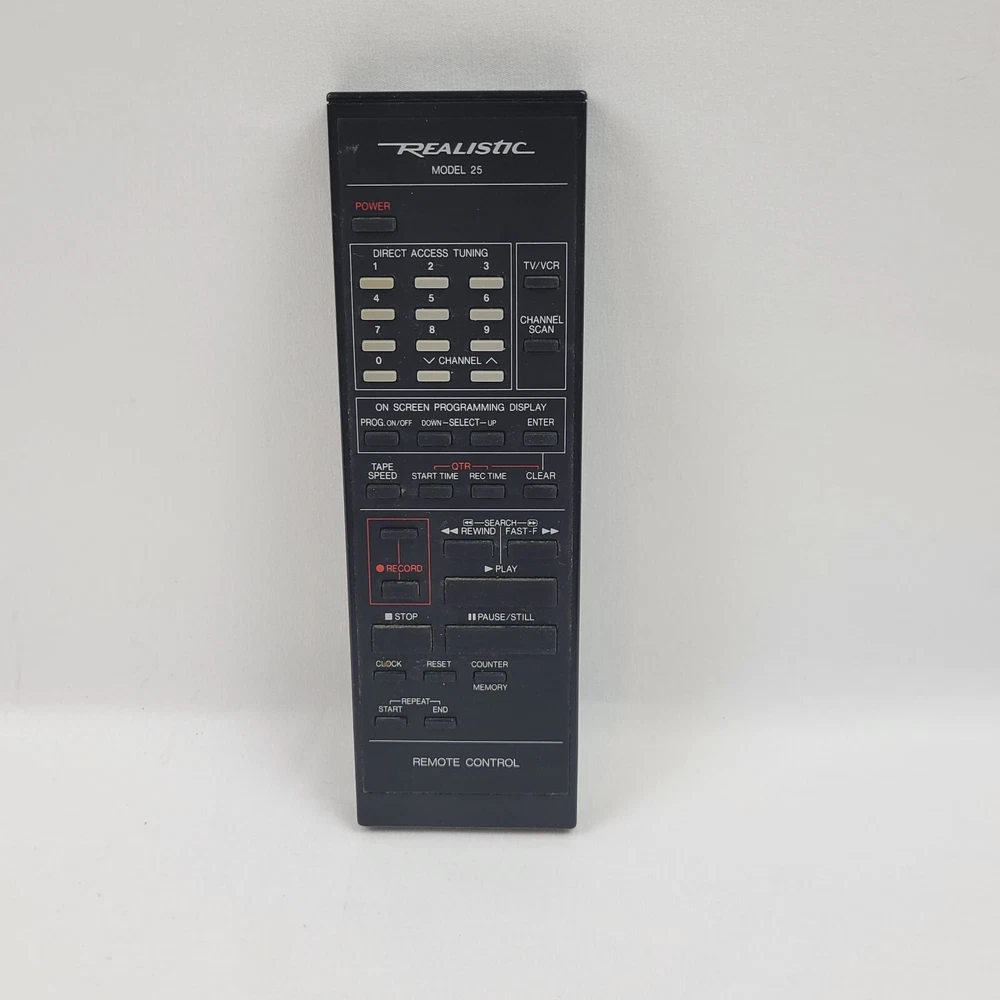 REALISTIC
MODEL 25
POWER
DIRECT ACCESS TUNING
1 2 3
TV/VCR
4 5 6
CHANNEL
SCAN
7 8 9
0 CHANNEL
ON SCREEN PROGRAMMING DISPLAY
PROG. ON/OFF DOWN-SELECT-UP ENTER
TAPE
SPEED
QTR
START TIME REC TIME CLEAR
SEARCH
REWIND FAST-F
RECORD
PLAY
STOP PAUSE/STILL
CLOCK RESET COUNTER
MEMORY
REPEAT
START END
REMOTE CONTROL